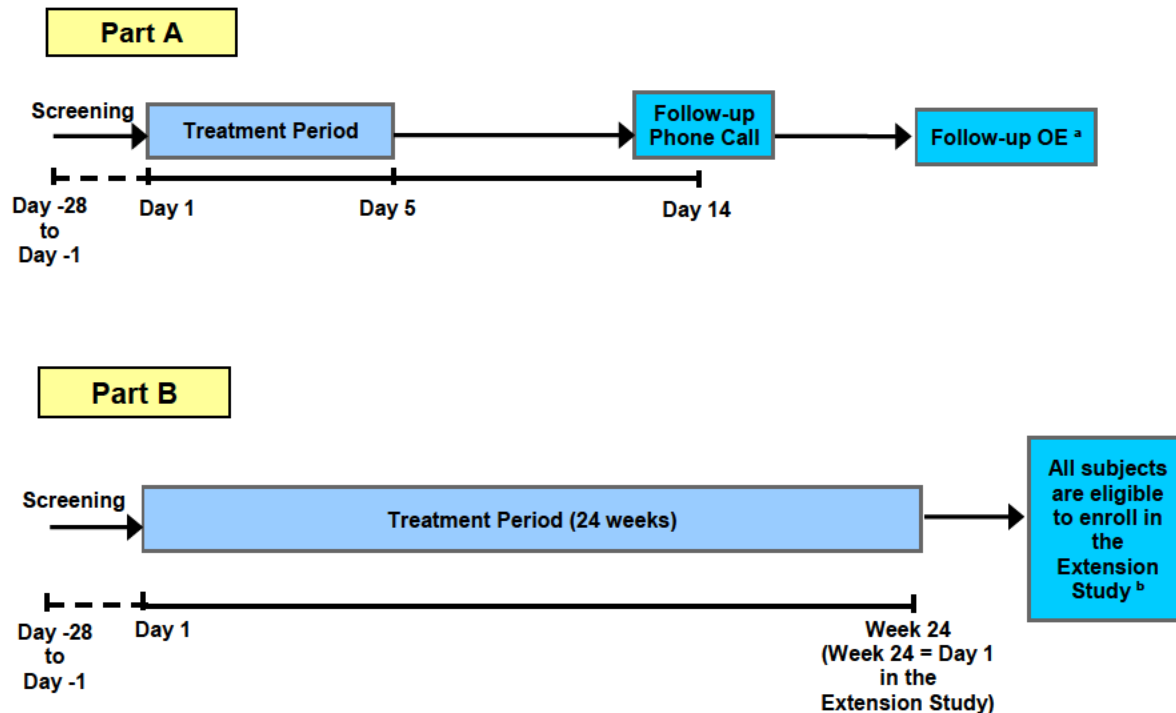 Part A
Screening
Treatment Period
Follow-up
Phone Call
Follow-up OE a
Day -28
to
Day -1
Day 1
Day 5
Day 14
Part B
Screening
Treatment Period (24 weeks)
All subjects
are eligible
to enroll in
the
Extension
Study b
Day -28
to
Day -1
Day 1
Week 24
(Week 24 = Day 1
in the
Extension Study)